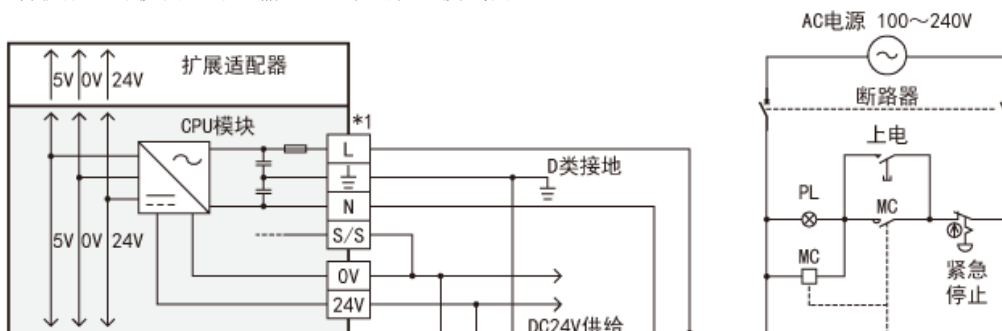 AC电源 100～240V
扩展适配器
5V 0V 24V
断路器
CPU模块
*1
上电
L
D类接地
PL
N
MC
S/S
5V 0V 24V
MC
紧急
停止
0V
24V
DC24V供给